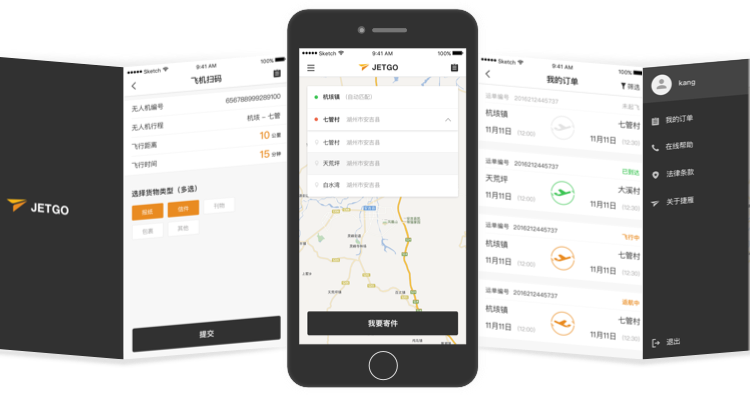 JETGO
Sketch
9:41 AM
100%
飞机扫码
无人机编号
656788999289100
无人机行程
杭垓 - 七管
飞行距离
10 公里
飞行时间
15 分钟
选择货物类型（多选）
信件
扫描
包裹
其他
提交
Sketch
9:41 AM
100%
JETGO
杭垓镇 （自动匹配）
七管村 湖州市安吉县
七管村 湖州市安吉县
天荒坪 湖州市安吉县
白水湾 湖州市安吉县
我要寄件
Sketch
9:41 AM
100%
我的订单
筛选
运单编号 2016212445737
未起飞
杭垓镇
七管村
11月11日 (12:00)
11月11日 (12:30)
运单编号 2016212445737
已到达
天荒坪
大溪村
11月11日 (12:00)
11月11日 (12:30)
运单编号 2016212445737
飞行中
杭垓镇
七管村
11月11日 (12:00)
11月11日 (12:30)
运单编号 2016212445737
返航中
杭垓镇
七管村
11月11日 (12:00)
11月11日 (12:30)
kang
我的订单
在线帮助
法律条款
关于捷雁
退出